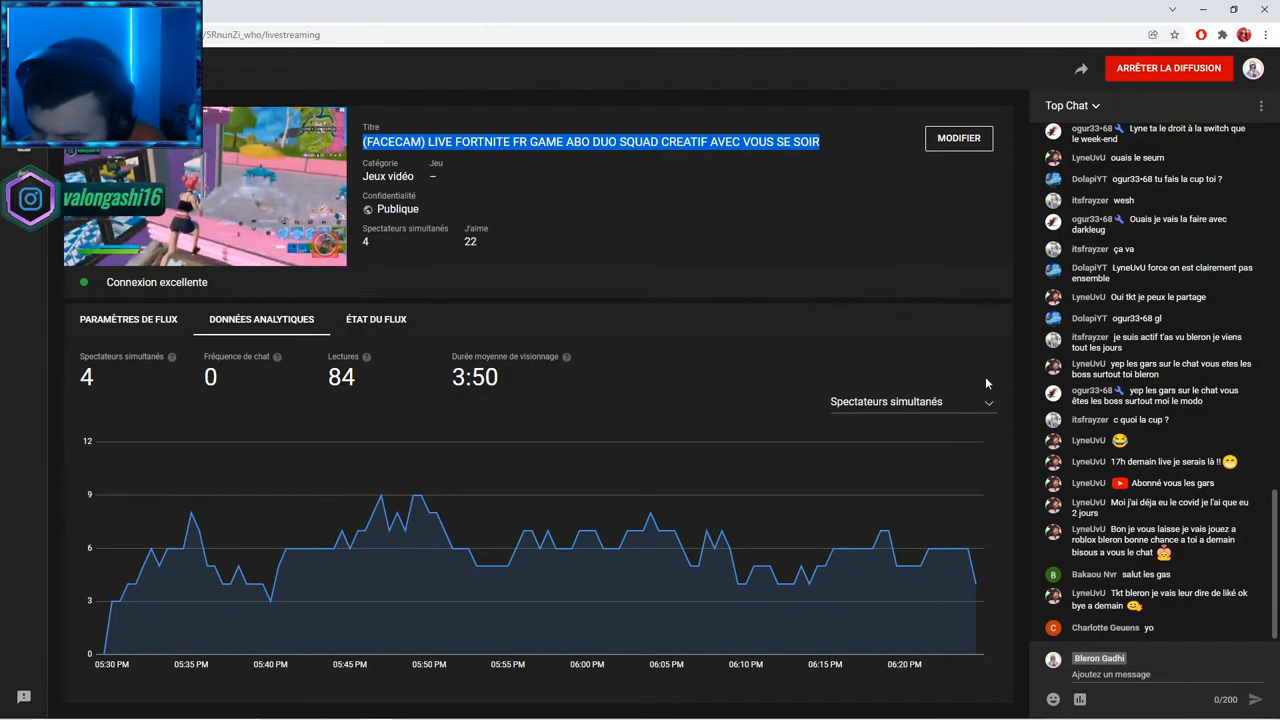 5RnunZi_who/livestreaming
ARRÊTER LA DIFFUSION
valongashi16
Titre
(FACECAM) LIVE FORTNITE FR GAME ABO DUO SQUAD CREATIF AVEC VOUS SE SOIR
MODIFIER
Catégorie
Jeu
Jeux vidéo
–
Confidentialité
Publique
Spectateurs simultanés
J'aime
4
22
Connexion excellente
PARAMÈTRES DE FLUX
DONNÉES ANALYTIQUES
ÉTAT DU FLUX
Spectateurs simultanés
Fréquence de chat
Lectures
Durée moyenne de visionnage
4
0
84
3:50
Spectateurs simultanés
12
9
6
3
0
05:30 PM
05:35 PM
05:40 PM
05:45 PM
05:50 PM
05:55 PM
06:00 PM
06:05 PM
06:10 PM
06:15 PM
06:20 PM
Top Chat
ogur33•68 Lyne ta le droit à la switch que
le week-end
LyneUvU ouais le seum
DolapiYT ogur33•68 tu fais la cup toi ?
itsfrayzer wesh
ogur33•68 Ouais je vais la faire avec
darkleug
itsfrayzer ça va
DolapiYT LyneUvU force on est clairement pas
ensemble
LyneUvU Oui tkt je peux le partage
DolapiYT ogur33•68 gl
itsfrayzer je suis actif t'as vu bleron je viens
tout les jours
LyneUvU yep les gars sur le chat vous etes les
boss surtout toi bleron
ogur33•68 yep les gars sur le chat vous
êtes les boss surtout moi le modo
itsfrayzer c quoi la cup ?
LyneUvU
LyneUvU 17h demain live je serais là !!
LyneUvU Abonné vous les gars
LyneUvU Moi j'ai déja eu le covid je l'ai que eu
2 jours
LyneUvU Bon je vous laisse je vais jouez a
roblox bleron bonne chance a toi a demain
bisous a vous le chat
B
Bakaou Nvr salut les gas
LyneUvU Tkt bleron je vais leur dire de liké ok
bye a demain
C
Charlotte Geuens yo
Bleron Gadhi
Ajoutez un message
0/200